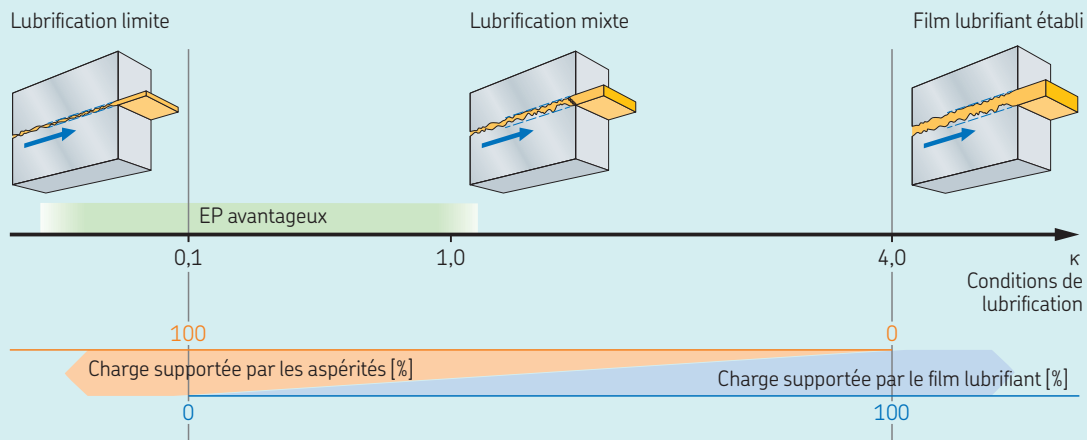 Lubrification limite
Lubrification mixte
Film lubrifiant établi
EP avantageux
0,1
1,0
4,0
κ
Conditions de
lubrification
100
0
Charge supportée par les aspérités [%]
Charge supportée par le film lubrifiant [%]
0
100